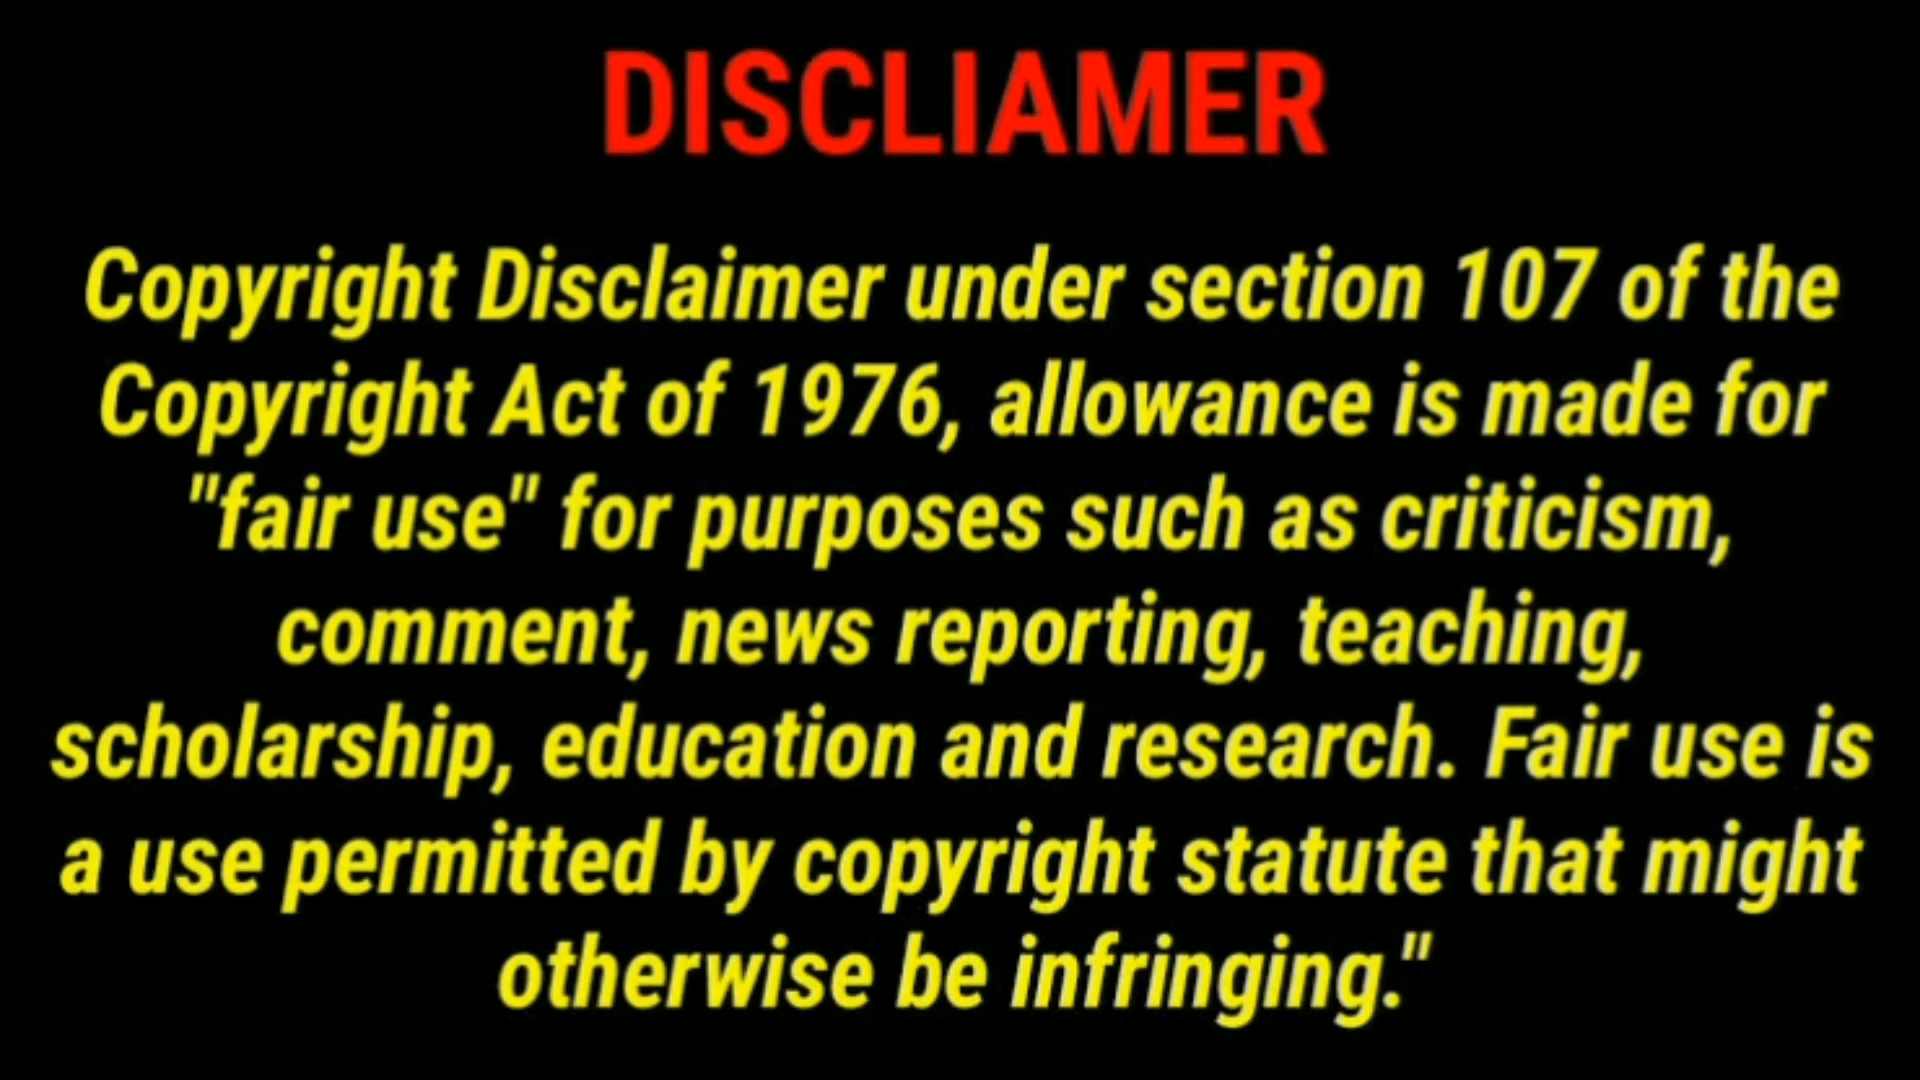 DISCLIAMER
Copyright Disclaimer under section 107 of the
Copyright Act of 1976, allowance is made for
"fair use" for purposes such as criticism,
comment, news reporting, teaching,
scholarship, education and research. Fair use is
a use permitted by copyright statute that might
otherwise be infringing."